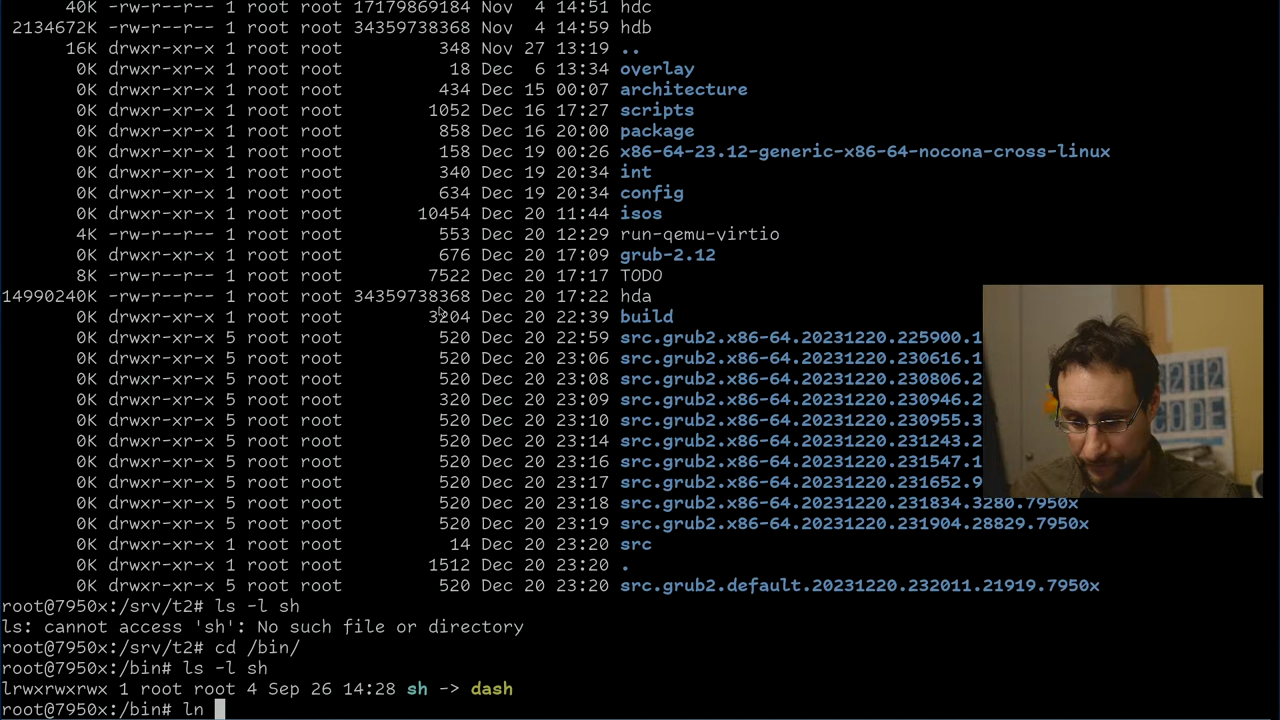 40K -rw-r--r-- 1 root root 17179869184 Nov  4 14:51 hdc
2134672K -rw-r--r-- 1 root root 34359738368 Nov  4 14:59 hdb
16K drwxr-xr-x 1 root root 348 Nov 27 13:19 ..
0K drwxr-xr-x 1 root root 18 Dec  6 13:34 overlay
0K drwxr-xr-x 1 root root 434 Dec 15 00:07 architecture
0K drwxr-xr-x 1 root root 1052 Dec 16 17:27 scripts
0K drwxr-xr-x 1 root root 858 Dec 16 20:00 package
0K drwxr-xr-x 1 root root 158 Dec 19 00:26 x86-64-23.12-generic-x86-64-nocona-cross-linux
0K drwxr-xr-x 1 root root 340 Dec 19 20:34 int
0K drwxr-xr-x 1 root root 634 Dec 19 20:34 config
0K drwxr-xr-x 1 root root 10454 Dec 20 11:44 isos
4K -rw-r--r-- 1 root root 553 Dec 20 12:29 run-qemu-virtio
0K drwxr-xr-x 1 root root 676 Dec 20 17:09 grub-2.12
8K -rw-r--r-- 1 root root 7522 Dec 20 17:17 TODO
14990240K -rw-r--r-- 1 root root 34359738368 Dec 20 17:22 hda
0K drwxr-xr-x 1 root root 3204 Dec 20 22:39 build
0K drwxr-xr-x 5 root root 520 Dec 20 22:59 src.grub2.x86-64.20231220.225900.1
0K drwxr-xr-x 5 root root 520 Dec 20 23:06 src.grub2.x86-64.20231220.230616.1
0K drwxr-xr-x 5 root root 520 Dec 20 23:08 src.grub2.x86-64.20231220.230806.2
0K drwxr-xr-x 5 root root 320 Dec 20 23:09 src.grub2.x86-64.20231220.230946.2
0K drwxr-xr-x 5 root root 520 Dec 20 23:10 src.grub2.x86-64.20231220.230955.3
0K drwxr-xr-x 5 root root 520 Dec 20 23:14 src.grub2.x86-64.20231220.231243.2
0K drwxr-xr-x 5 root root 520 Dec 20 23:16 src.grub2.x86-64.20231220.231547.1
0K drwxr-xr-x 5 root root 520 Dec 20 23:17 src.grub2.x86-64.20231220.231652.9
0K drwxr-xr-x 5 root root 520 Dec 20 23:18 src.grub2.x86-64.20231220.231834.3280.7950x
0K drwxr-xr-x 5 root root 520 Dec 20 23:19 src.grub2.x86-64.20231220.231904.28829.7950x
0K drwxr-xr-x 1 root root 14 Dec 20 23:20 src
0K drwxr-xr-x 1 root root 1512 Dec 20 23:20 .
0K drwxr-xr-x 5 root root 520 Dec 20 23:20 src.grub2.default.20231220.232011.21919.7950x
root@7950x:/srv/t2# ls -l sh
ls: cannot access 'sh': No such file or directory
root@7950x:/srv/t2# cd /bin/
root@7950x:/bin# ls -l sh
lrwxrwxrwx 1 root root 4 Sep 26 14:28 sh -> dash
root@7950x:/bin# ln